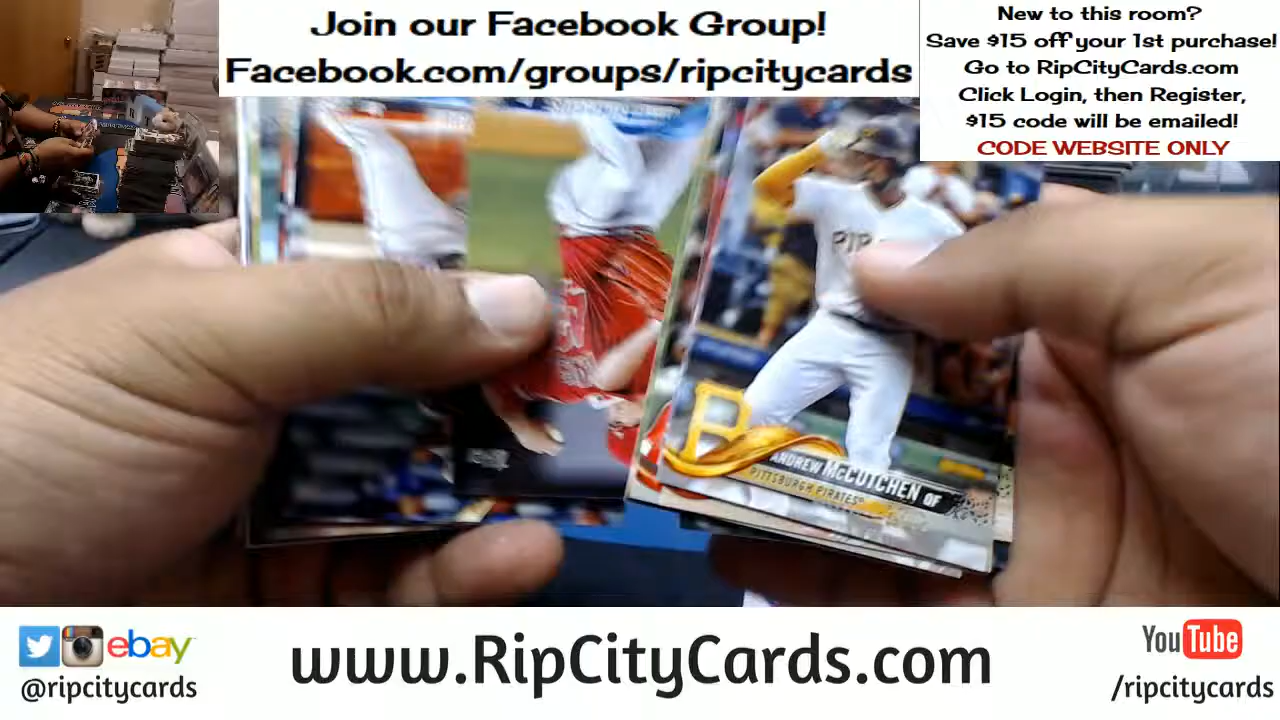 Join our Facebook Group!
Facebook.com/groups/ripcitycards
New to this room?
Save $15 off your 1st purchase!
Go to RipCityCards.com
Click Login, then Register,
$15 code will be emailed!
CODE WEBSITE ONLY
PIR
ANDREW McCUTCHEN OF
PITTSBURGH PIRATES
ebay
@ripcitycards
www.RipCityCards.com
YouTube
/ripcitycards